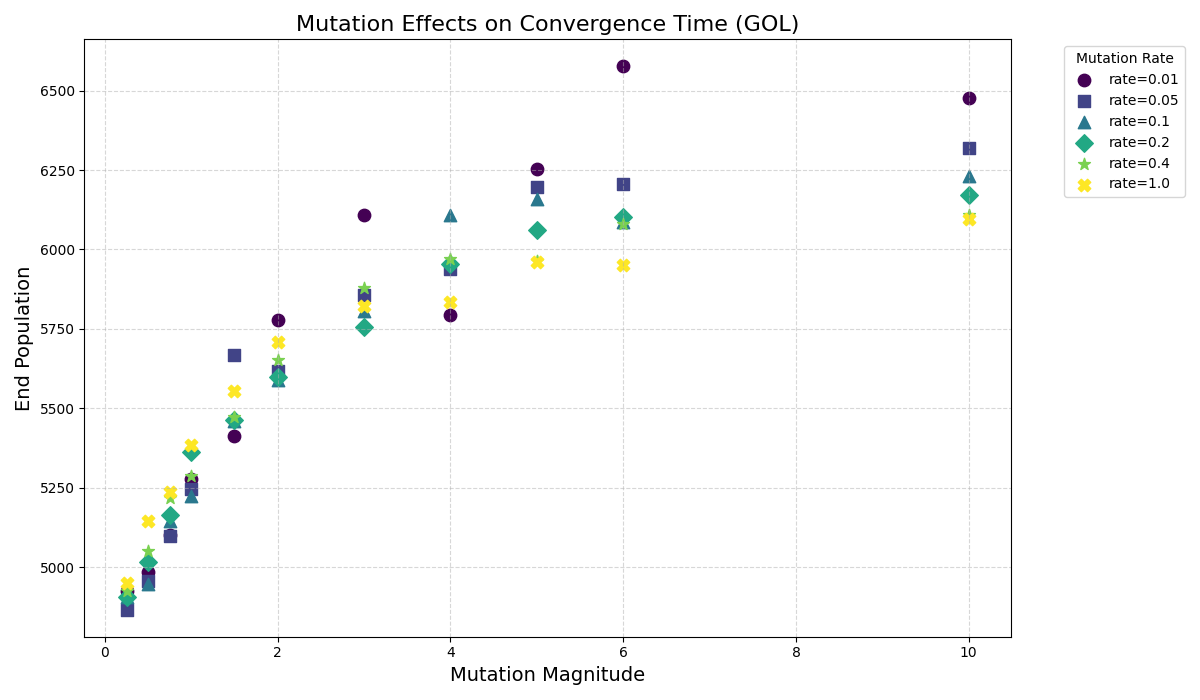 Mutation Effects on Convergence Time (GOL)
Mutation Rate
rate=0.01
rate=0.05
rate=0.1
rate=0.2
rate=0.4
rate=1.0
End Population
6500
6250
6000
5750
5500
5250
5000
0 2 4 6 8 10
Mutation Magnitude